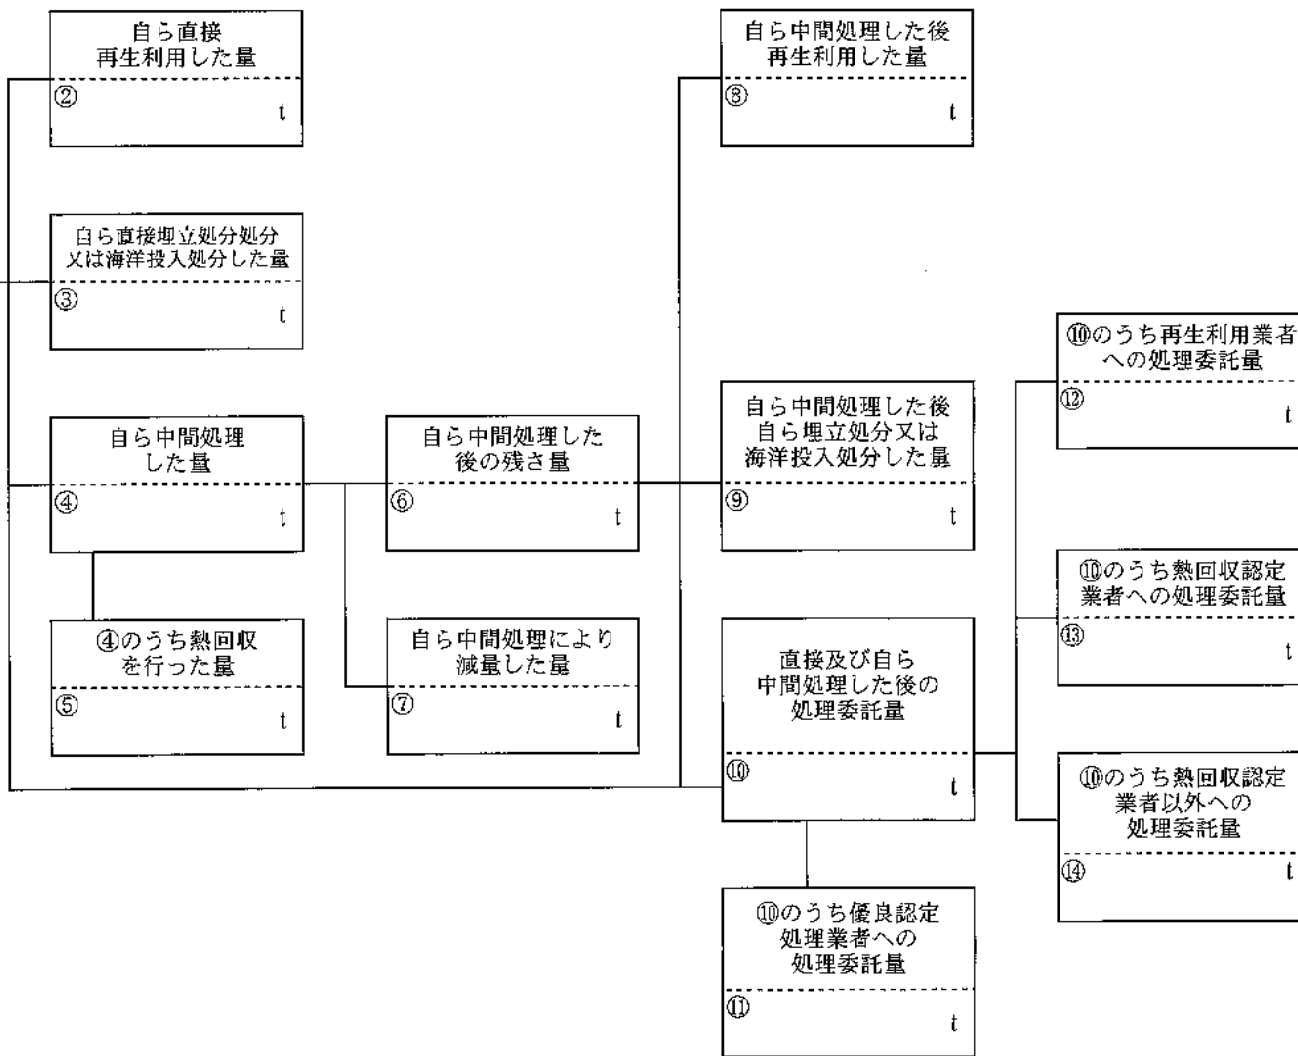 自ら直接
再生利用した量
②
t
自ら直接埋立処分処分
又は海洋投入処分した量
③
t
自ら中間処理
した量
④
t
④のうち熱回収
を行った量
⑤
t
自ら中間処理した
後の残さ量
⑥
t
自ら中間処理により
減量した量
⑦
t
自ら中間処理した後
再生利用した量
⑧
t
自ら中間処理した後
自ら埋立処分又は
海洋投入処分した量
⑨
t
直接及び自ら
中間処理した後の
処理委託量
⑩
t
⑩のうち優良認定
処理業者への
処理委託量
⑪
t
⑩のうち再生利用業者
への処理委託量
⑫
t
⑩のうち熱回収認定
業者への処理委託量
⑬
t
⑩のうち熱回収認定
業者以外への
処理委託量
⑭
t